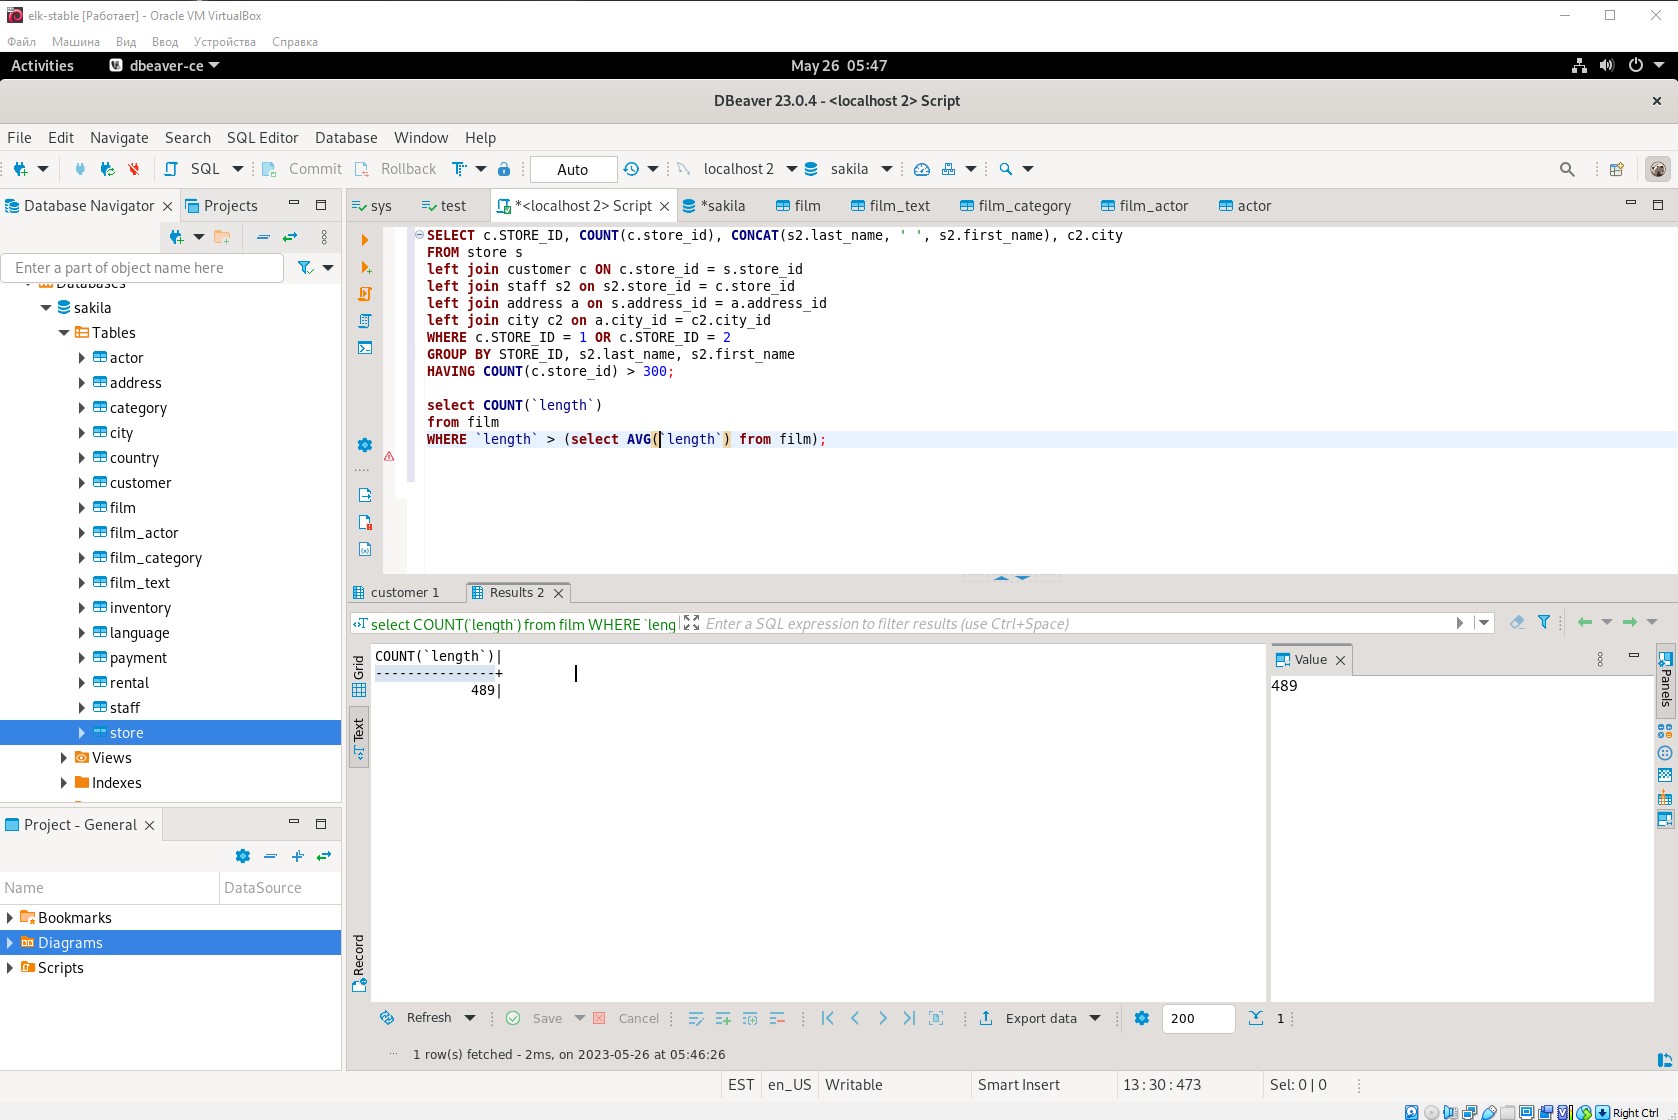 elk-stable [Работает] - Oracle VM VirtualBox
Файл Машина Вид Ввод Устройства Справка
Activities dbeaver-ce May 26 05:47
DBeaver 23.0.4 - <localhost 2> Script
File Edit Navigate Search SQL Editor Database Window Help
SQL Commit Rollback Auto localhost 2 sakila
Database Navigator Projects
*<localhost 2> Script
sys test *sakila film film_text film_category film_actor actor
Enter a part of object name here
Databases
sakila
Tables
actor
address
category
city
country
customer
film
film_actor
film_category
film_text
inventory
language
payment
rental
staff
store
Views
Indexes
SELECT c.STORE_ID, COUNT(c.store_id), CONCAT(s2.last_name, ' ', s2.first_name), c2.city
FROM store s
left join customer c ON c.store_id = s.store_id
left join staff s2 on s2.store_id = c.store_id
left join address a on s.address_id = a.address_id
left join city c2 on a.city_id = c2.city_id
WHERE c.STORE_ID = 1 OR c.STORE_ID = 2
GROUP BY STORE_ID, s2.last_name, s2.first_name
HAVING COUNT(c.store_id) > 300;
select COUNT(`length`)
from film
WHERE `length` > (select AVG(`length`) from film);
customer 1 Results 2
select COUNT(`length`) from film WHERE `leng Enter a SQL expression to filter results (use Ctrl+Space)
Grid
Text
Record
COUNT(`length`)|
---------------+
489|
Value
489
Panels
Project - General
Name DataSource
Bookmarks
Diagrams
Scripts
Refresh Save Cancel Export data 200 1
1 row(s) fetched - 2ms, on 2023-05-26 at 05:46:26
EST en_US Writable Smart Insert 13 : 30 : 473 Sel: 0 | 0
Right Ctrl